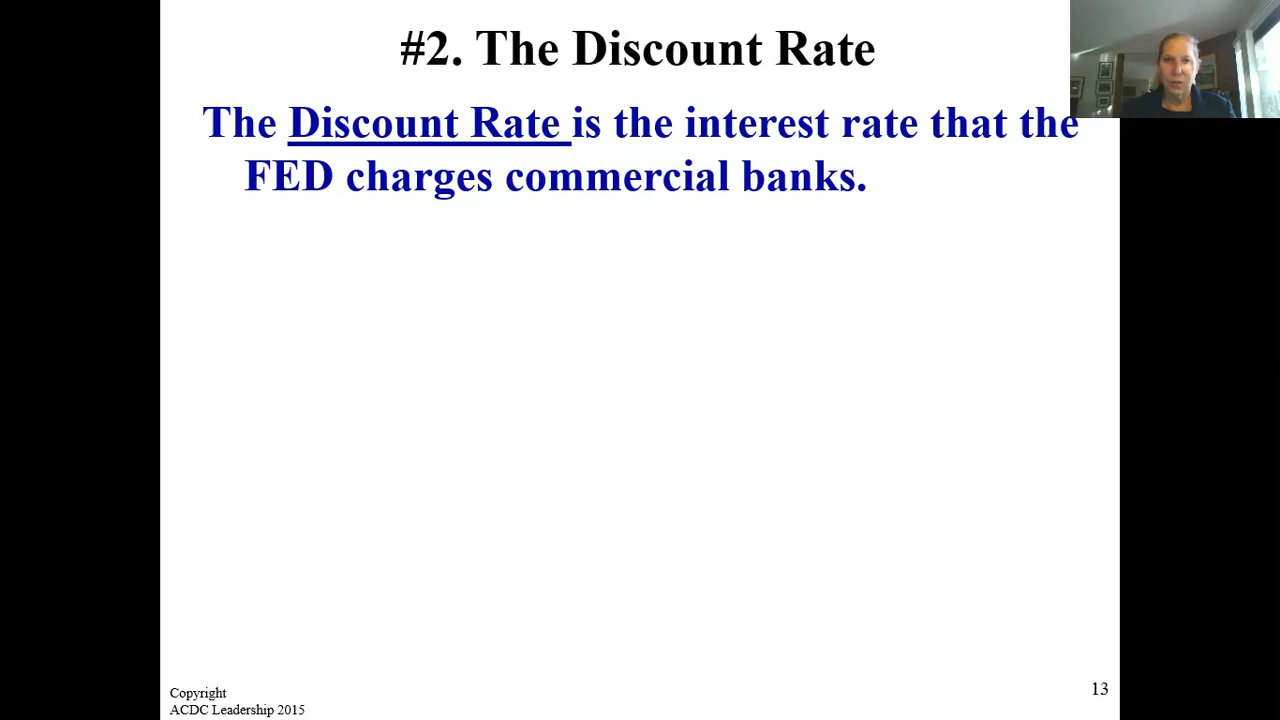 #2. The Discount Rate
The Discount Rate is the interest rate that the
FED charges commercial banks.
Copyright
ACDC Leadership 2015
13